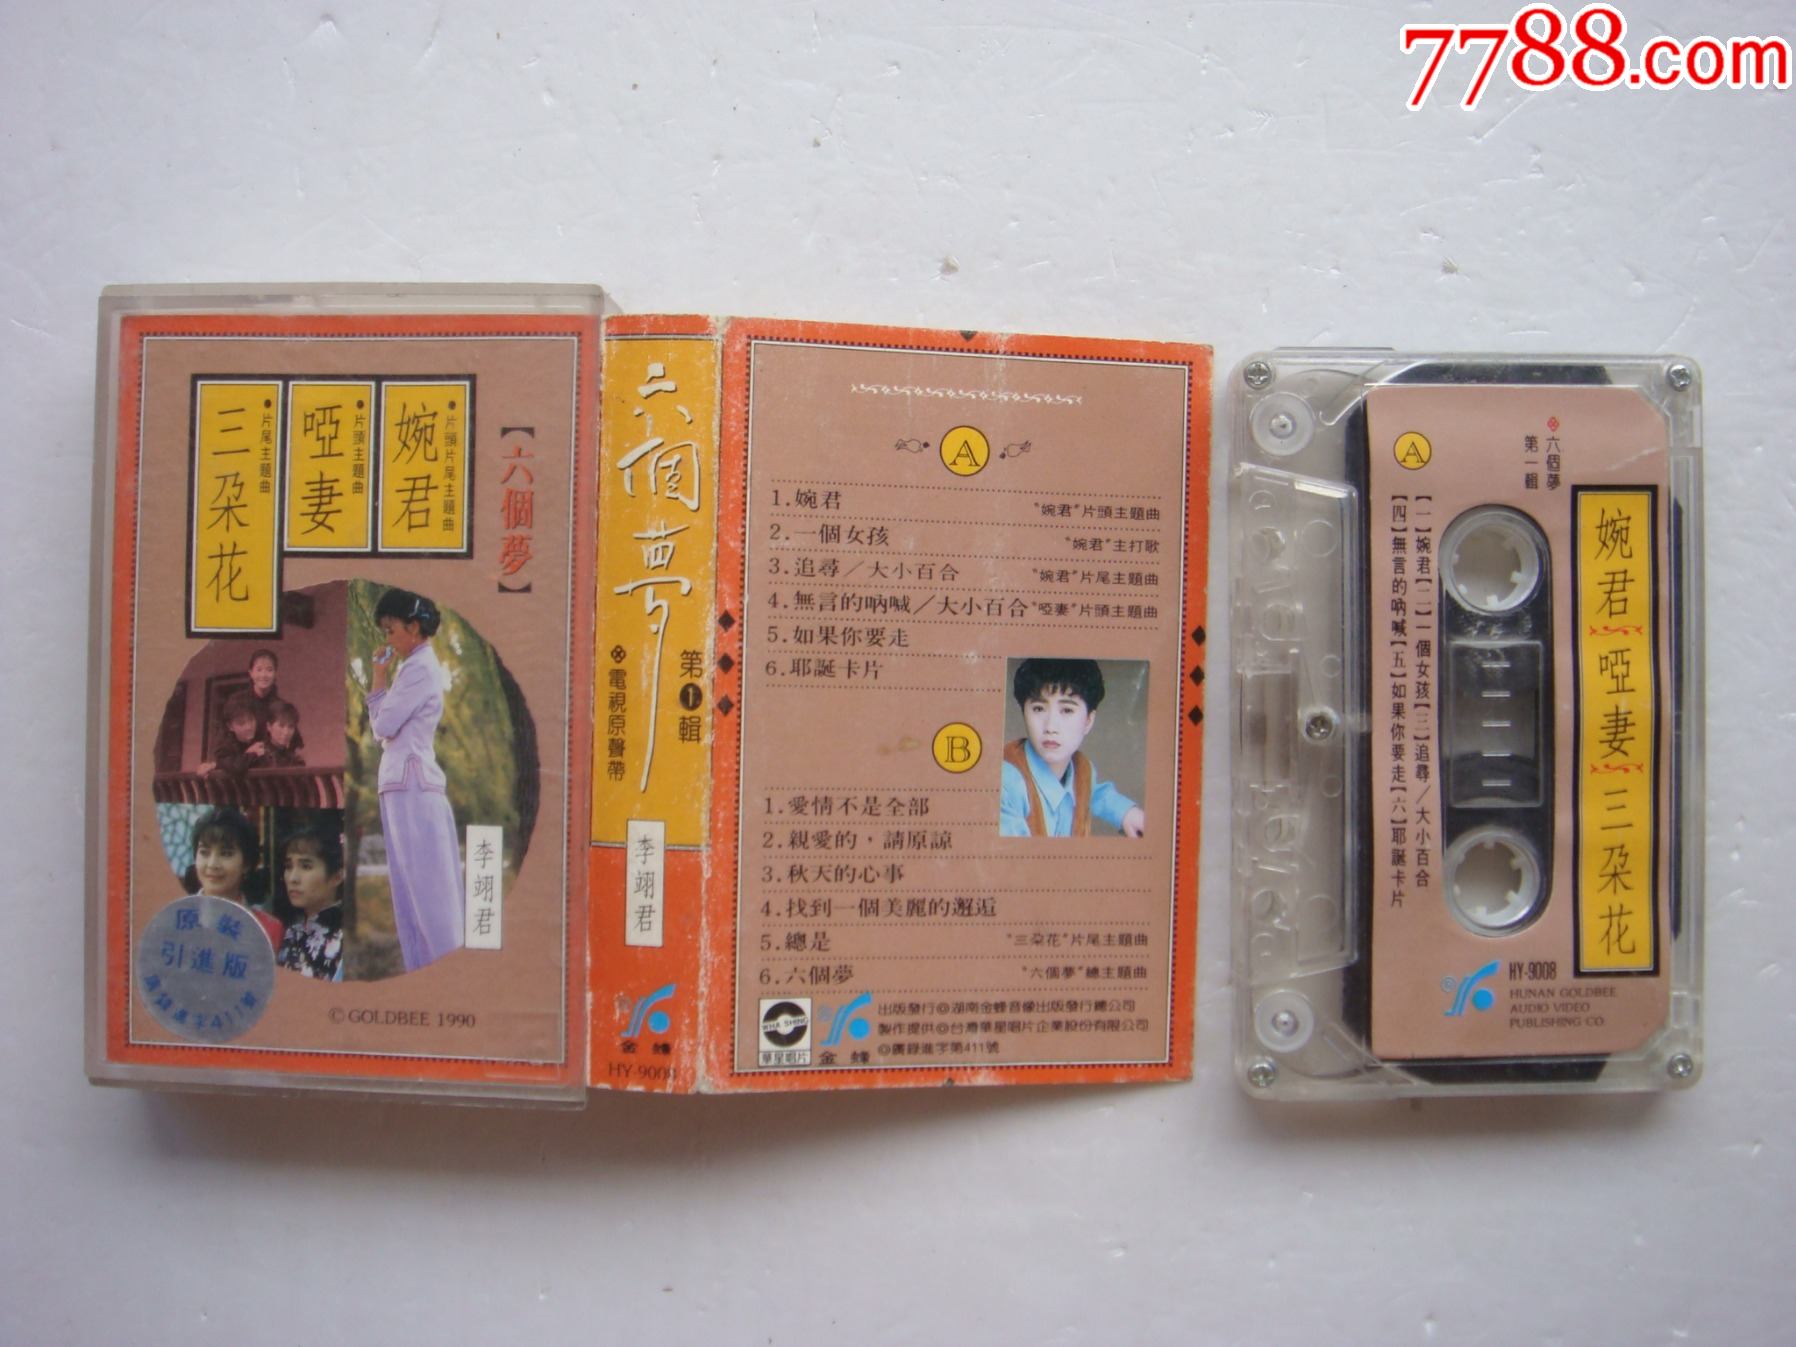 7788.com
【六個夢】
●片頭片尾主題曲
婉君
●片頭主題曲
啞妻
●片尾主題曲
三朵花
李翊君
原裝
引進版
廣錄進字411號
©GOLDBEE 1990
六個夢
第1輯
電視原聲帶
李翊君
金蜂
HY-9008
A
1.婉君 "婉君"片頭主題曲
2.一個女孩 "婉君"主打歌
3.追尋／大小百合 "婉君"片尾主題曲
4.無言的吶喊／大小百合 "啞妻"片頭主題曲
5.如果你要走
6.耶誕卡片
B
1.愛情不是全部
2.親愛的，請原諒
3.秋天的心事
4.找到一個美麗的邂逅
5.總是 "三朵花"片尾主題曲
6.六個夢 "六個夢"總主題曲
WHA SHING
華星唱片
金蜂
出版發行◎湖南金蜂音像出版發行總公司
製作提供◎台灣華星唱片企業股份有限公司
◎廣錄進字第411號
六個夢
第一輯
A
婉君 啞妻 三朵花
【一】婉君【二】一個女孩【三】追尋／大小百合
【四】無言的吶喊【五】如果你要走【六】耶誕卡片
HY-9008
HUNAN GOLDBEE
AUDIO VIDEO
PUBLISHING CO.